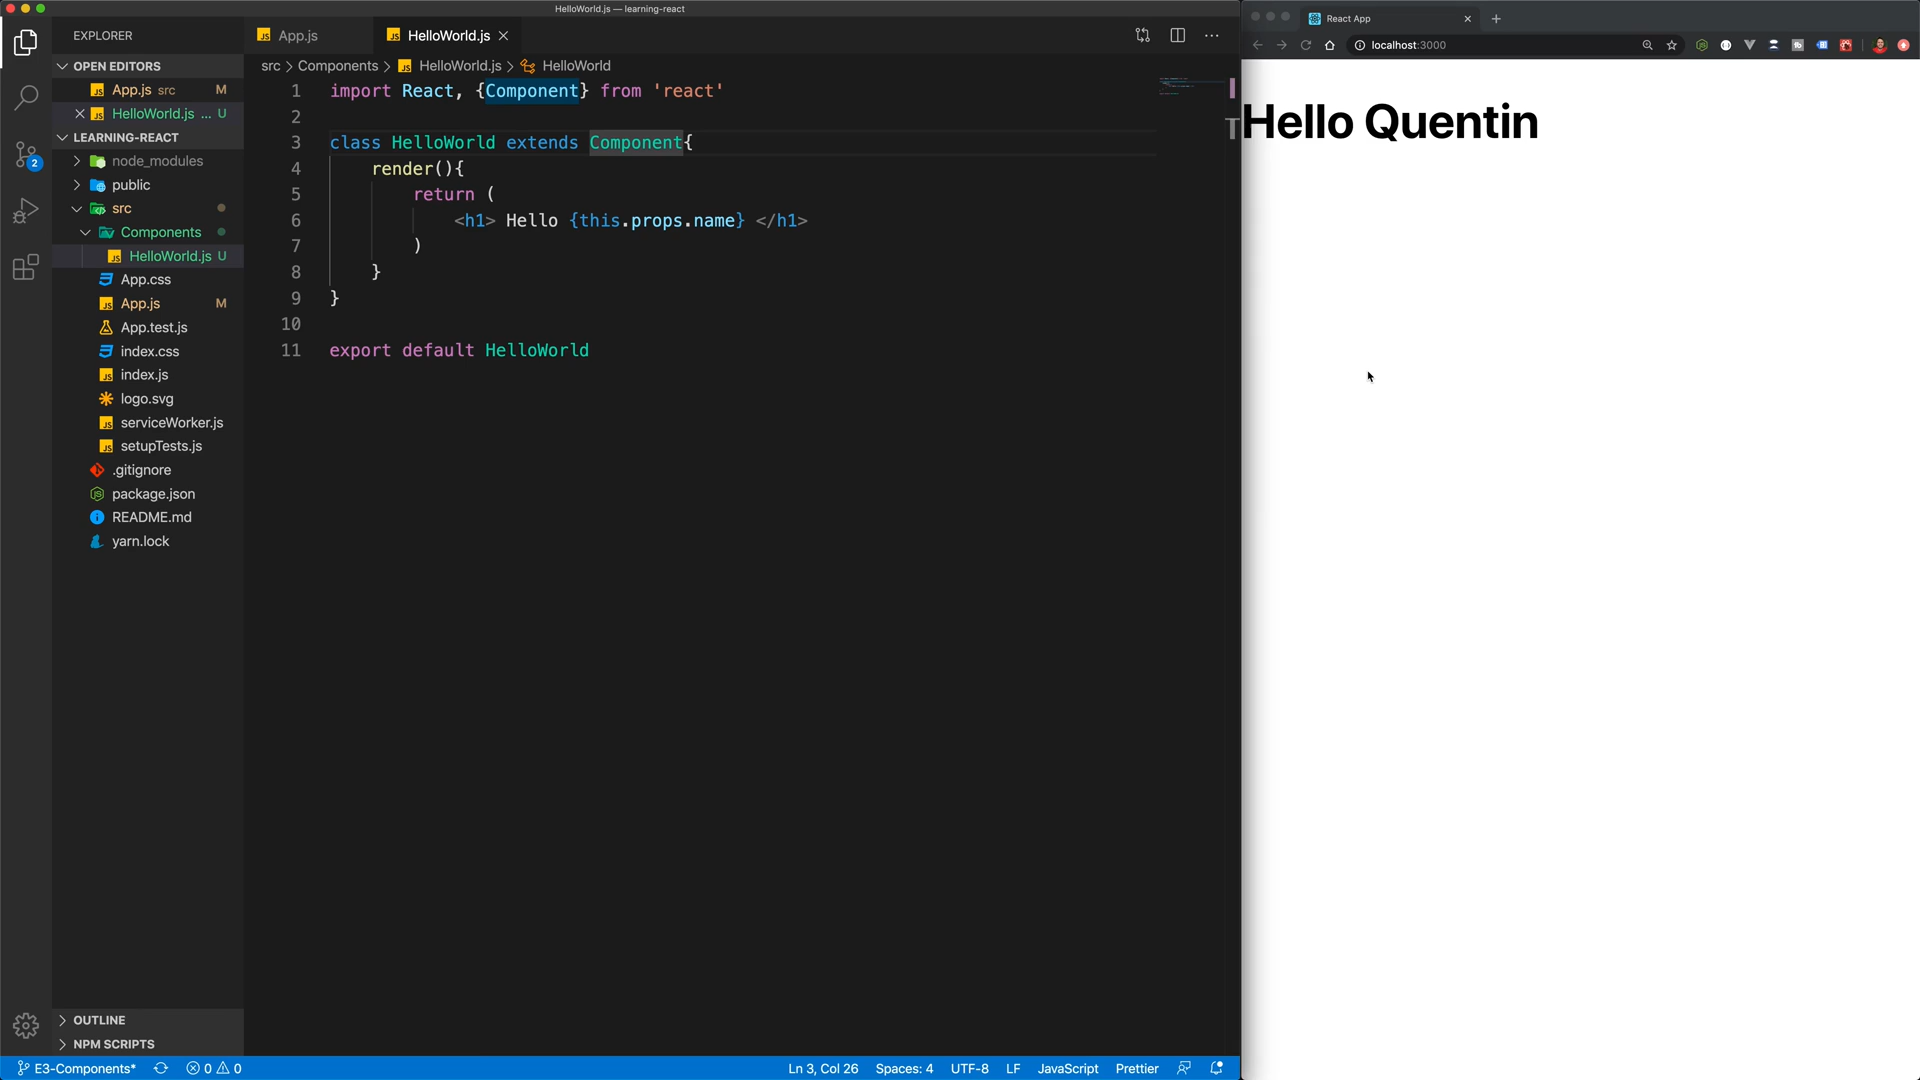 HelloWorld.js — learning-react
EXPLORER
OPEN EDITORS
App.js src M
HelloWorld.js ... U
LEARNING-REACT
node_modules
public
src
Components
HelloWorld.js U
App.css
App.js M
App.test.js
index.css
index.js
logo.svg
serviceWorker.js
setupTests.js
.gitignore
package.json
README.md
yarn.lock
OUTLINE
NPM SCRIPTS
2
App.js
HelloWorld.js
src > Components > HelloWorld.js > HelloWorld
1 import React, {Component} from 'react'
2
3 class HelloWorld extends Component{
4 render(){
5 return (
6 <h1> Hello {this.props.name} </h1>
7 )
8 }
9 }
10
11 export default HelloWorld
E3-Components* 0 0 Ln 3, Col 26 Spaces: 4 UTF-8 LF JavaScript Prettier
React App
localhost:3000
Hello Quentin